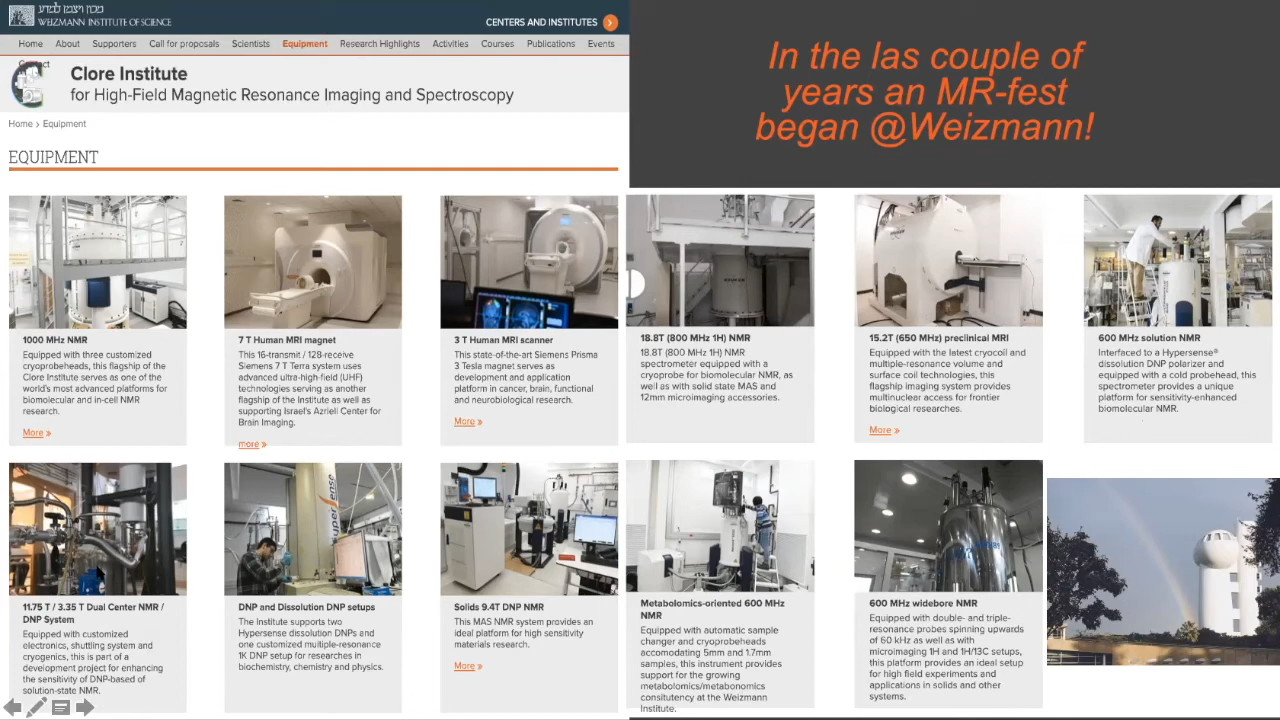 מכון ויצמן למדע
WEIZMANN INSTITUTE OF SCIENCE
CENTERS AND INSTITUTES
Home About Supporters Call for proposals Scientists Equipment Research Highlights Activities Courses Publications Events
Contact
Clore Institute
for High-Field Magnetic Resonance Imaging and Spectroscopy
Home > Equipment
EQUIPMENT
In the las couple of
years an MR-fest
began @Weizmann!
1000 MHz NMR
Equipped with three customized
cryoprobeheads, this flagship of the
Clore Institute serves as one of the
world's most advanced platforms for
biomolecular and in-cell NMR
research.
More »
7 T Human MRI magnet
This 16-transmit / 128-receive
Siemens 7 T Terra system uses
advanced ultra-high-field (UHF)
technologies serving as another
flagship of the Institute as well as
supporting Israel's Azriell Center for
Brain Imaging.
more »
3 T Human MRI scanner
This state-of-the-art Siemens Prisma
3 Tesla magnet serves as
development and application
platform in cancer, brain, functional
and neurobiological research.
More »
18.8T (800 MHz 1H) NMR
18.8T (800 MHz 1H) NMR
spectrometer equipped with a
cryoprobe for biomolecular NMR, as
well as with solid state MAS and
12mm microimaging accessories.
15.2T (650 MHz) preclinical MRI
Equipped with the latest cryocoil and
multiple-resonance volume and
surface coil technologies, this
flagship imaging system provides
multinuclear access for frontier
biological researches.
More »
600 MHz solution NMR
Interfaced to a Hypersense®
dissolution DNP polarizer and
equipped with a cold probehead, this
spectrometer provides a unique
platform for sensitivity-enhanced
biomolecular NMR.
11.75 T / 3.35 T Dual Center NMR /
DNP System
Equipped with customized
electronics, shuttling system and
cryogenics, this is part of a
development project for enhancing
the sensitivity of DNP-based of
solution-state NMR.
DNP and Dissolution DNP setups
The Institute supports two
Hypersense dissolution DNPs and
one customized multiple-resonance
1K DNP setup for researches in
biochemistry, chemistry and physics.
Solids 9.4T DNP NMR
This MAS NMR system provides an
ideal platform for high sensitivity
materials research.
More »
Metabolomics-oriented 600 MHz
NMR
Equipped with automatic sample
changer and cryoprobeheads
accomodating 5mm and 1.7mm
samples, this instrument provides
support for the growing
metabolomics/metabonomics
consitutency at the Weizmann
Institute.
600 MHz widebore NMR
Equipped with double- and triple-
resonance probes spinning upwards
of 60 kHz as well as with
microimaging 1H and 1H/13C setups,
this platform provides an ideal setup
for high field experiments and
applications in solids and other
systems.